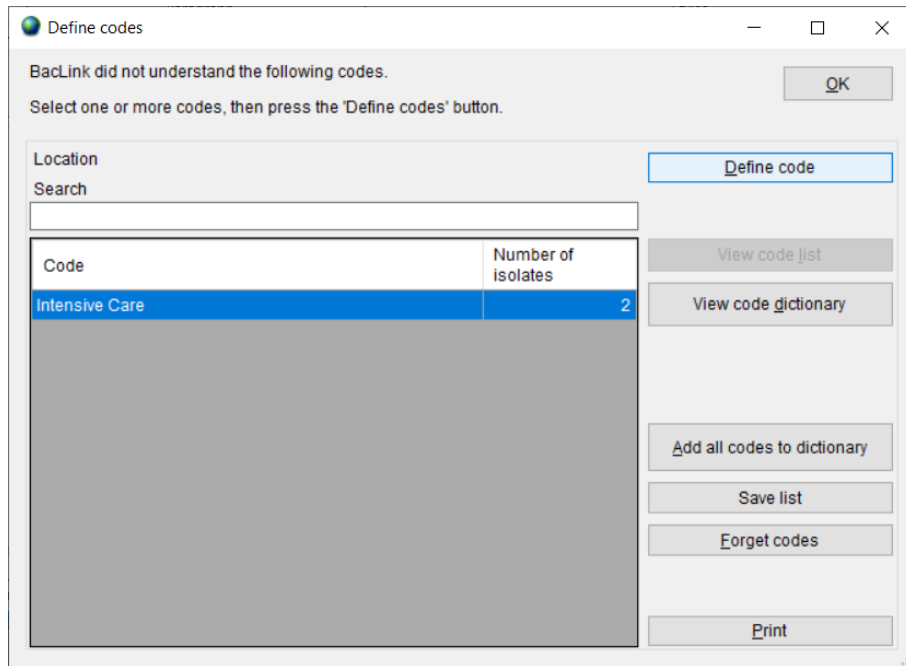 Define codes
BacLink did not understand the following codes.
OK
Select one or more codes, then press the 'Define codes' button.
Location
Define code
Search
Code
Number of
isolates
View code list
Intensive Care 2
View code dictionary
Add all codes to dictionary
Save list
Forget codes
Print